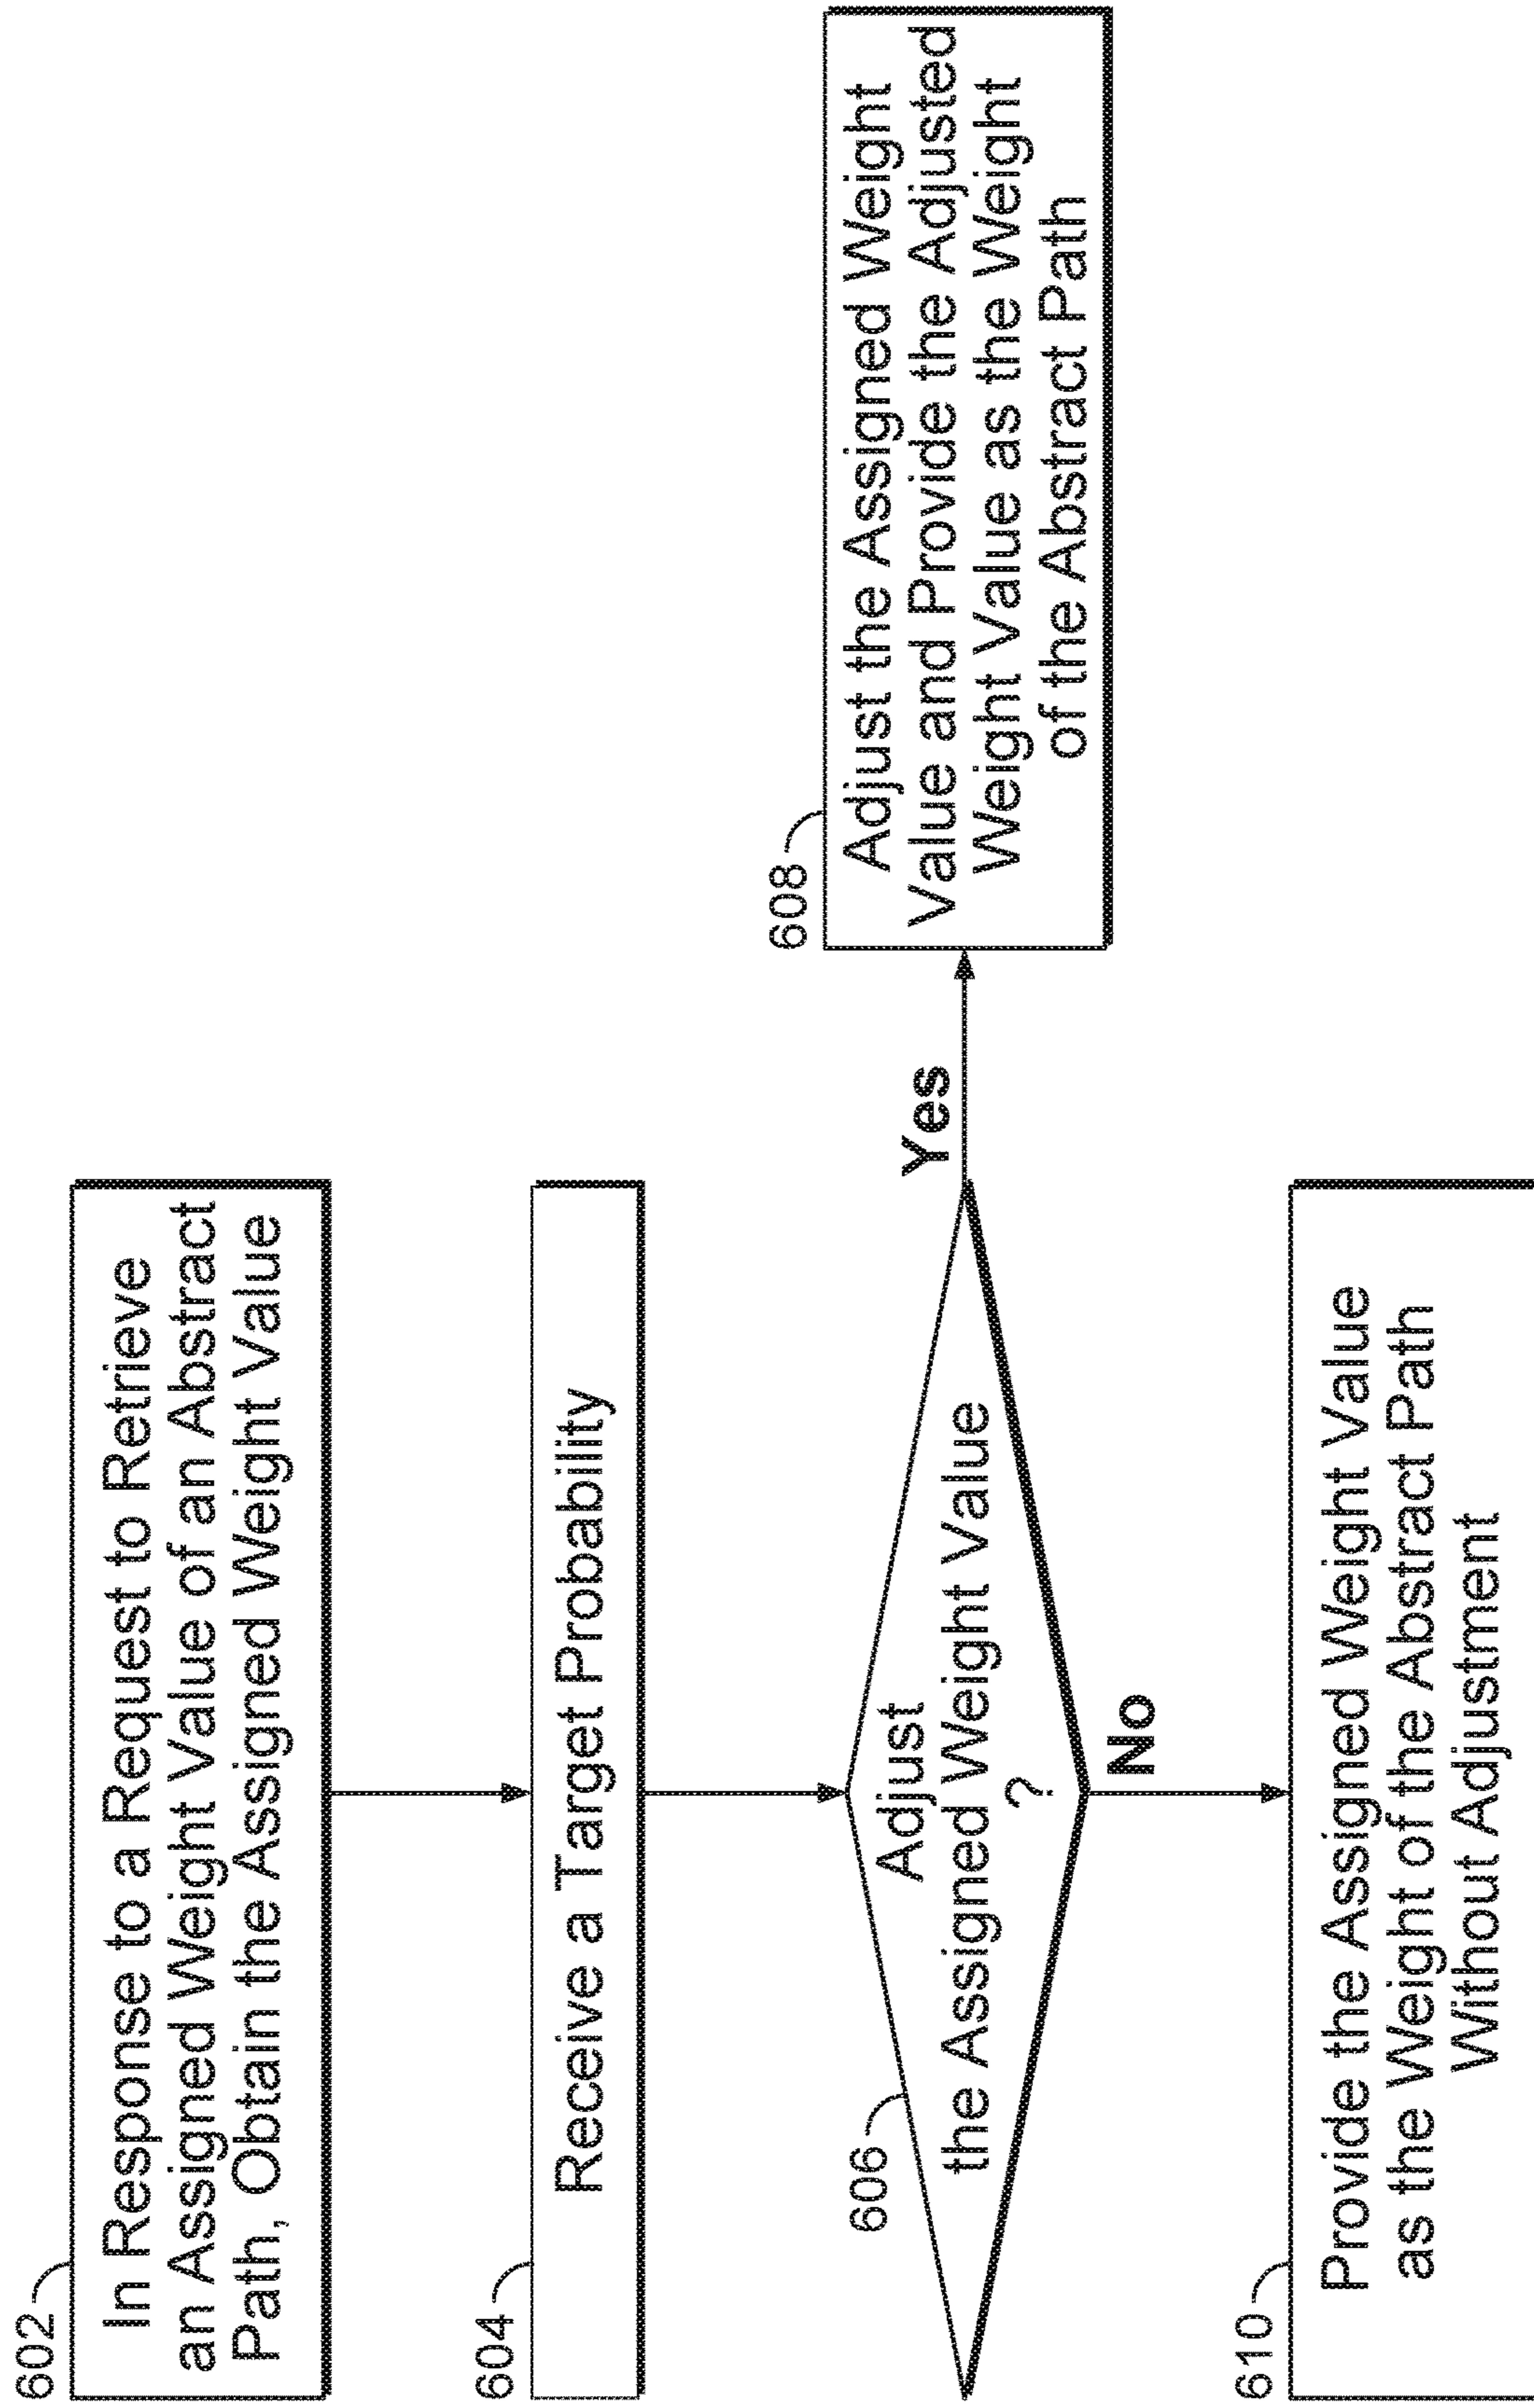 602
In Response to a Request to Retrieve
an Assigned Weight Value of an Abstract
Path, Obtain the Assigned Weight Value
604
Receive a Target Probability
606
Adjust
the Assigned Weight Value
?
Yes
608
Adjust the Assigned Weight
Value and Provide the Adjusted
Weight Value as the Weight
of the Abstract Path
No
610
Provide the Assigned Weight Value
as the Weight of the Abstract Path
Without Adjustment